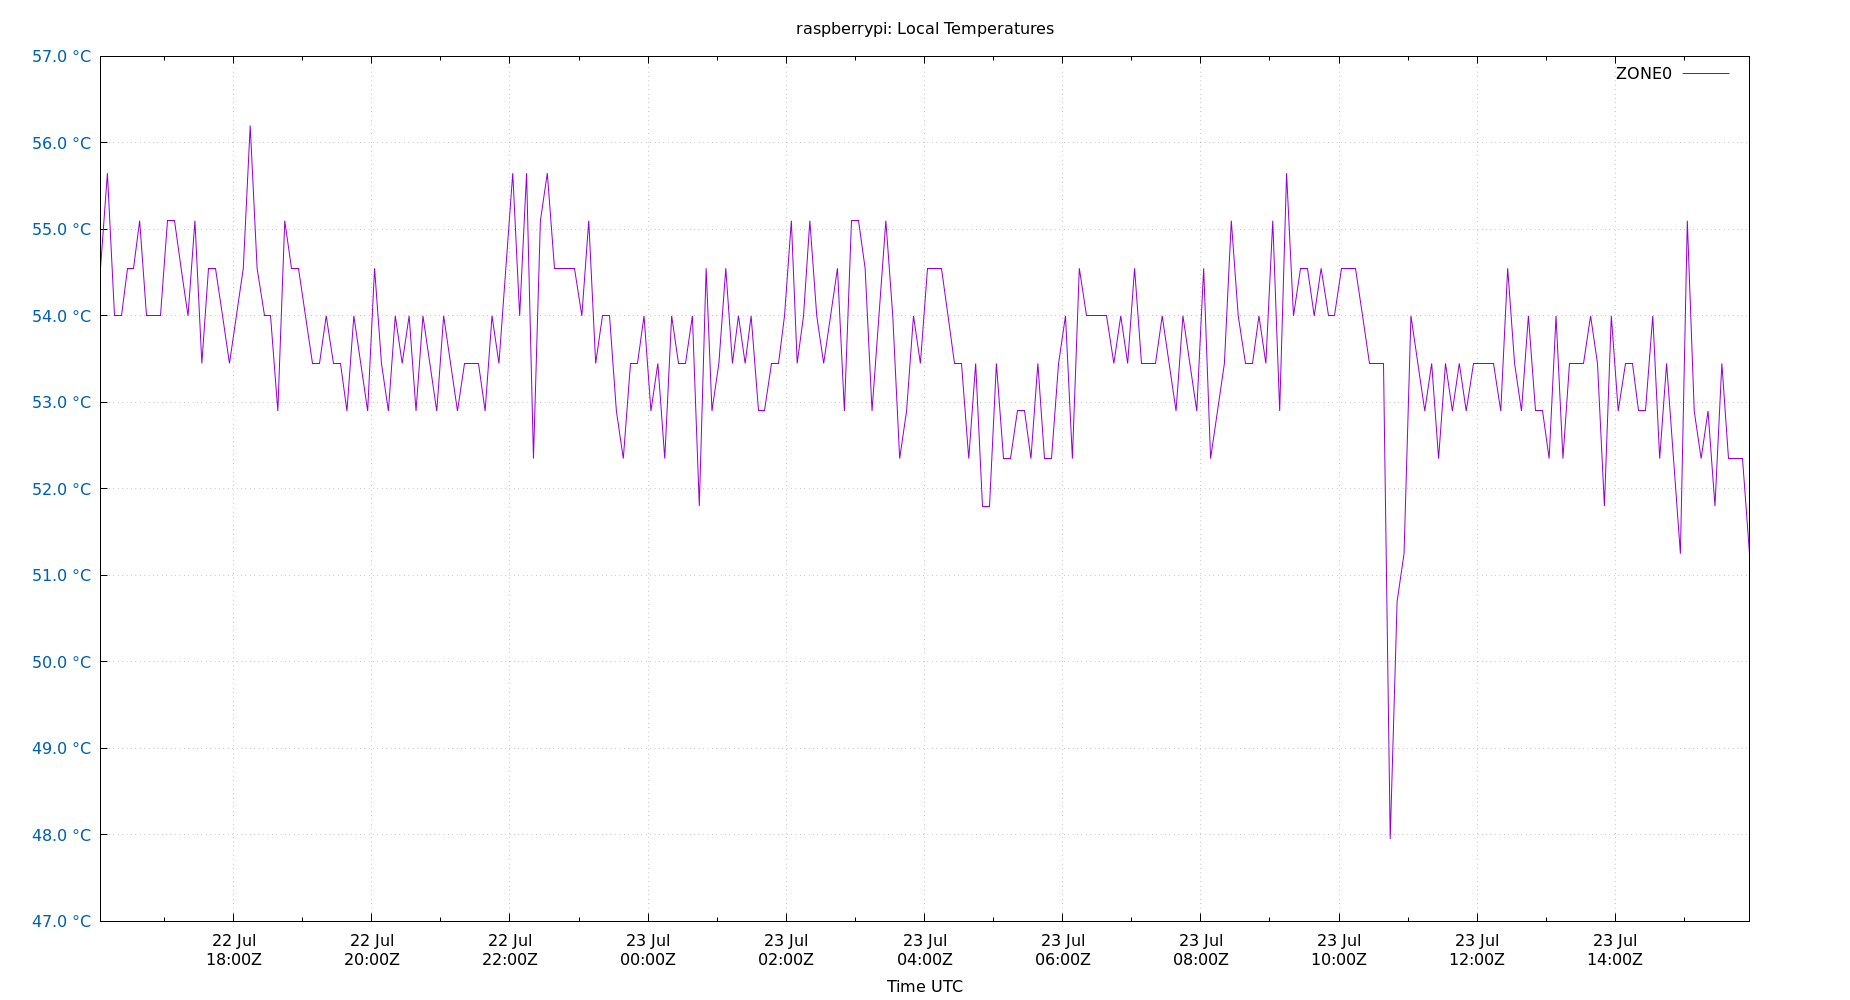 raspberrypi: Local Temperatures
57.0 °C
ZONE0
56.0 °C
55.0 °C
54.0 °C
53.0 °C
52.0 °C
51.0 °C
50.0 °C
49.0 °C
48.0 °C
47.0 °C
22 Jul 22 Jul 22 Jul 23 Jul 23 Jul 23 Jul 23 Jul 23 Jul 23 Jul 23 Jul 23 Jul
18:00Z 20:00Z 22:00Z 00:00Z 02:00Z 04:00Z 06:00Z 08:00Z 10:00Z 12:00Z 14:00Z
Time UTC